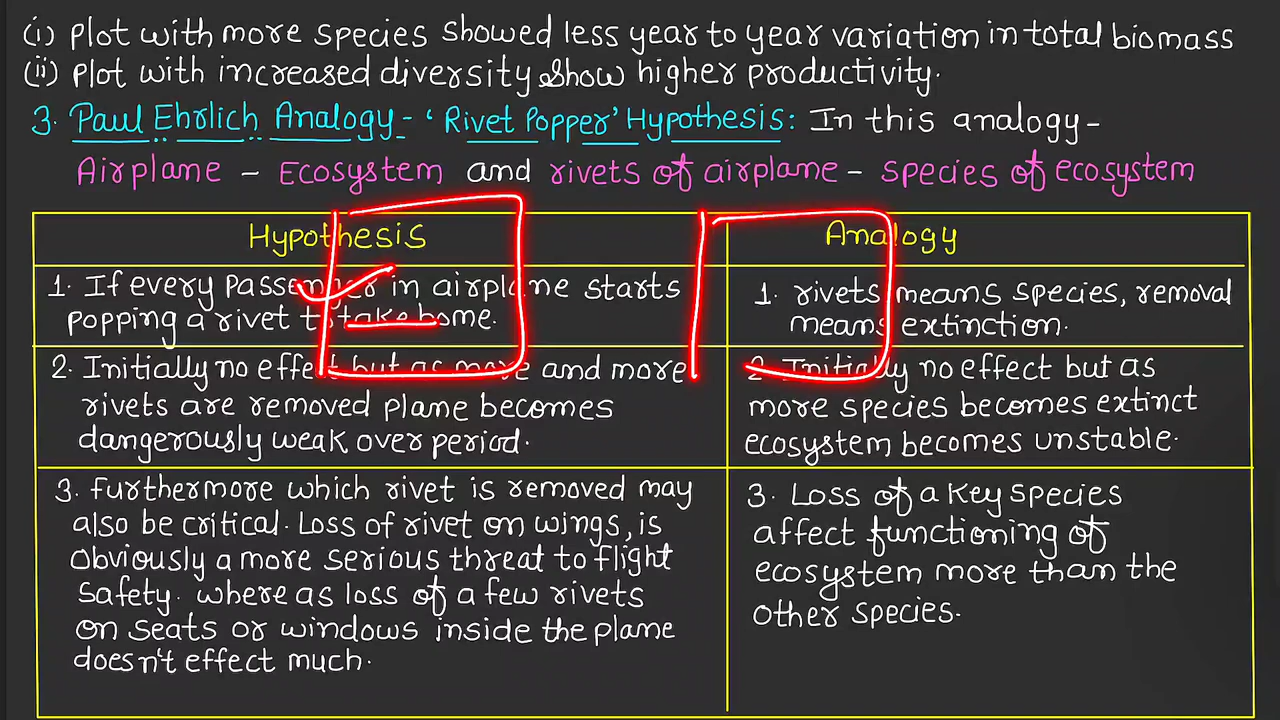 (i) Plot with more species showed less year to year variation in total biomass
(ii) Plot with increased diversity show higher productivity.
3. Paul Ehrlich Analogy - 'Rivet Popper' Hypothesis: In this analogy -
Airplane - Ecosystem and rivets of airplane - species of ecosystem
Hypothesis
1. If every passenger in airplane starts
popping a rivet to take home.
2. Initially no effect but as more and more
rivets are removed plane becomes
dangerously weak over period.
3. Furthermore which rivet is removed may
also be critical. Loss of rivet on wings, is
obviously a more serious threat to flight
safety. where as loss of a few rivets
on seats or windows inside the plane
doesn't effect much.
Analogy
1. rivets means species, removal
means extinction.
2. Initially no effect but as
more species becomes extinct
ecosystem becomes unstable.
3. Loss of a key species
affect functioning of
ecosystem more than the
other species.